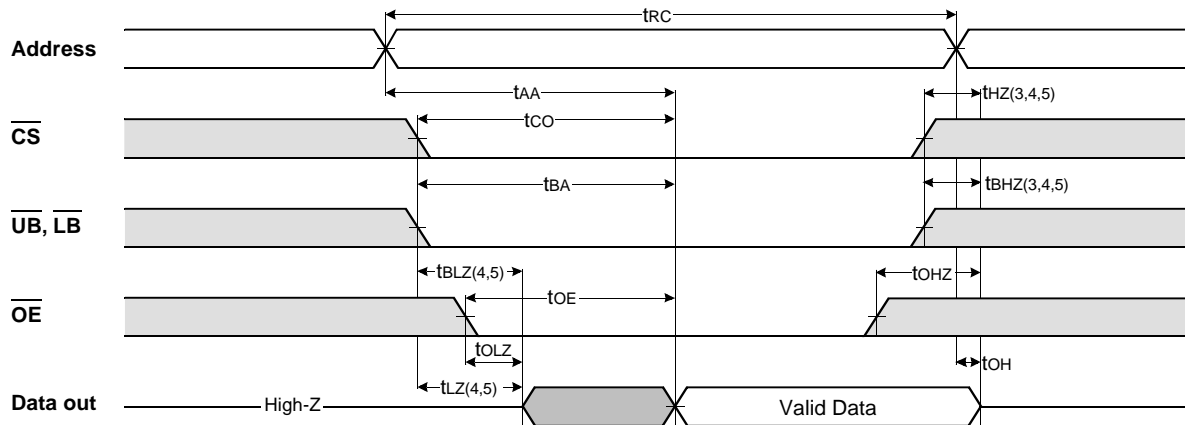 tRC
Address
tAA
tHZ(3,4,5)
CS
tCO
tBA
tBHZ(3,4,5)
UB, LB
tBLZ(4,5)
tOHZ
tOE
OE
tOLZ
tOH
tLZ(4,5)
Data out
High-Z
Valid Data